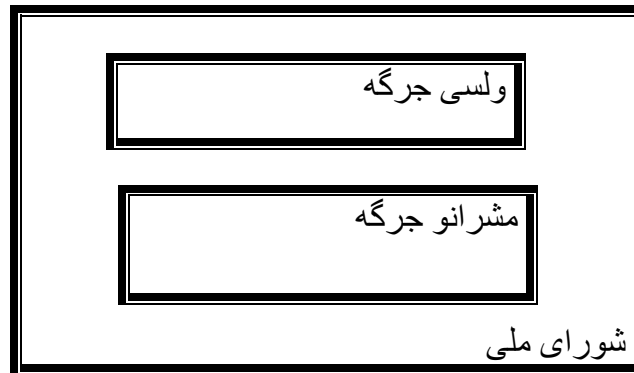 ولسی جرگه
مشرانو جرگه
شورای ملی